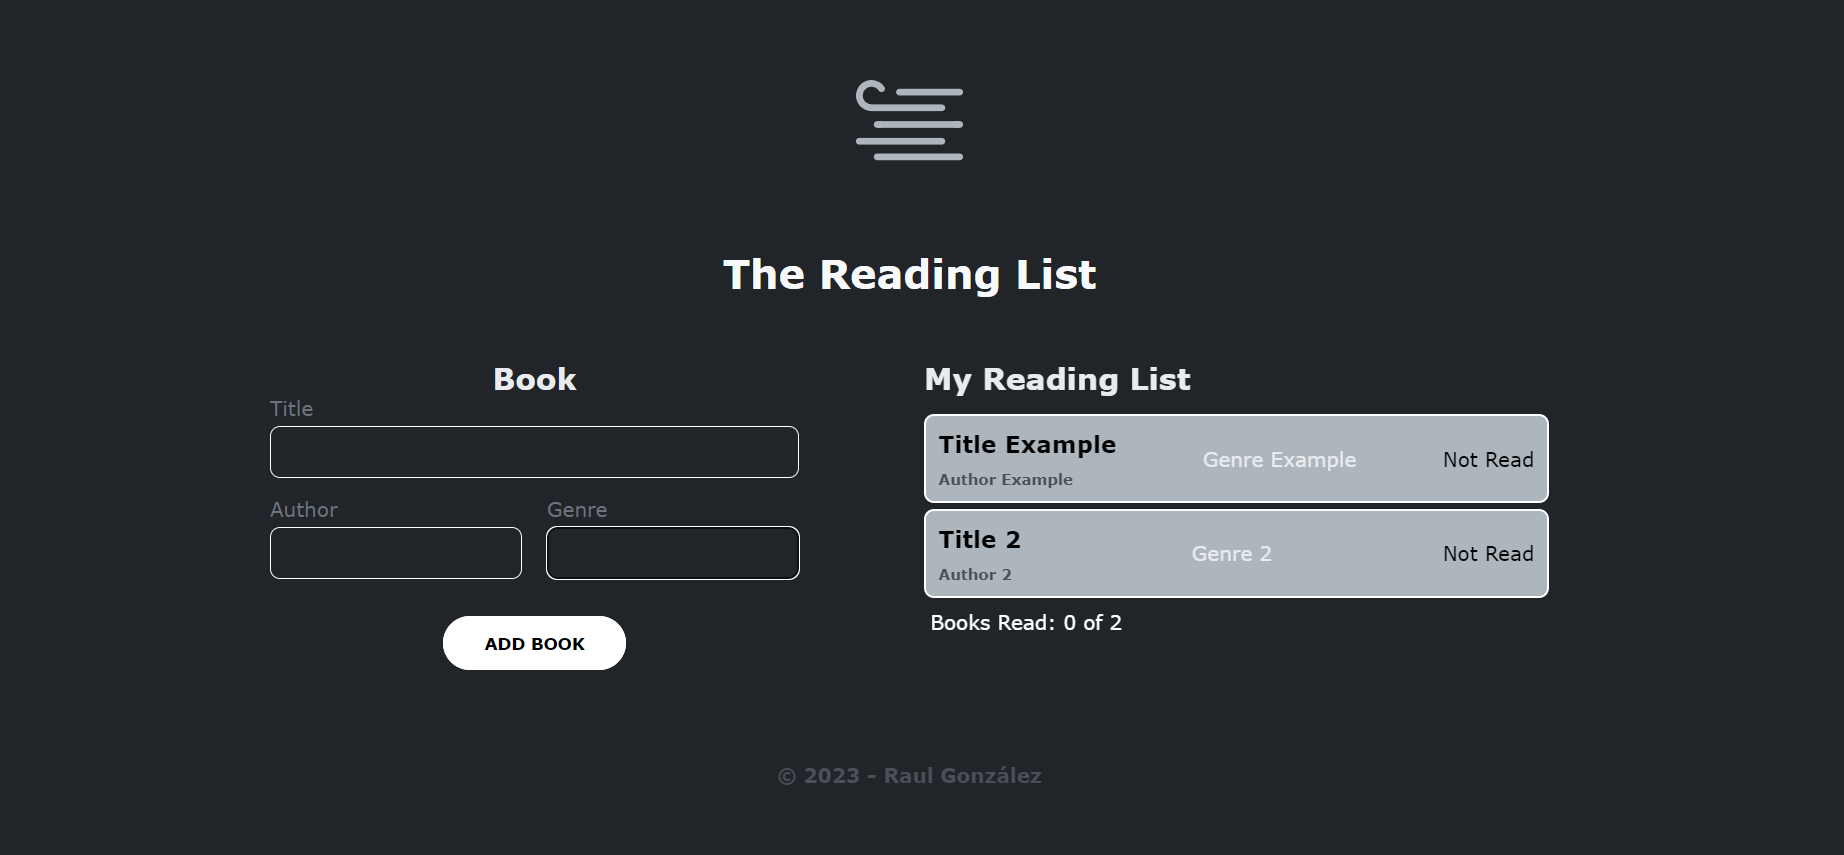 The Reading List
Book
Title
Author
Genre
ADD BOOK
My Reading List
Title Example
Author Example
Genre Example
Not Read
Title 2
Author 2
Genre 2
Not Read
Books Read: 0 of 2
© 2023 - Raul González